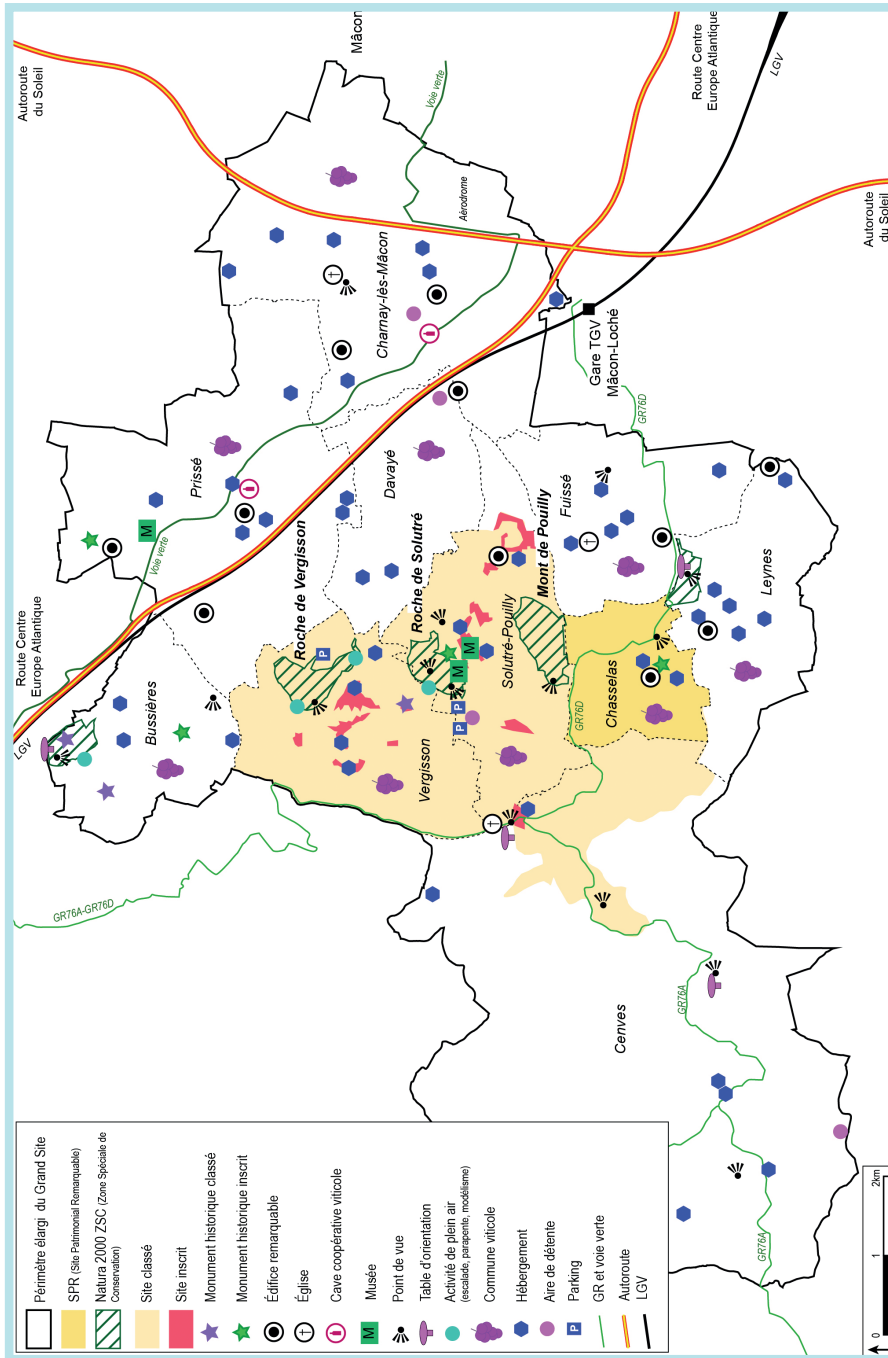 Autoroute
du Soleil
Mâcon
Voie verte
Route Centre
Europe Atlantique
LGV
Aérodrome
Autoroute
du Soleil
Charnay-lès-Mâcon
Gare TGV
Mâcon-Loché
GR76D
Prissé
M
Voie verte
Davayé
Fuissé
Leynes
Route Centre
Europe Atlantique
LGV
Bussières
Roche de Vergisson
P
Roche de Solutré
Mont de Pouilly
Solutré-Pouilly
M
M
P
P
Vergisson
Chasselas
GR76D
GR76A-GR76D
Cenves
GR76A
GR76A
Périmètre élargi du Grand Site
SPR (Site Patrimonial Remarquable)
Natura 2000 ZSC (Zone Spéciale de
Conservation)
Site classé
Site inscrit
Monument historique classé
Monument historique inscrit
Édifice remarquable
Église
Cave coopérative viticole
M Musée
Point de vue
Table d'orientation
Activité de plein air
(escalade, parapente, modélisme)
Commune viticole
Hébergement
Aire de détente
P Parking
GR et voie verte
Autoroute
LGV
0 1 2km